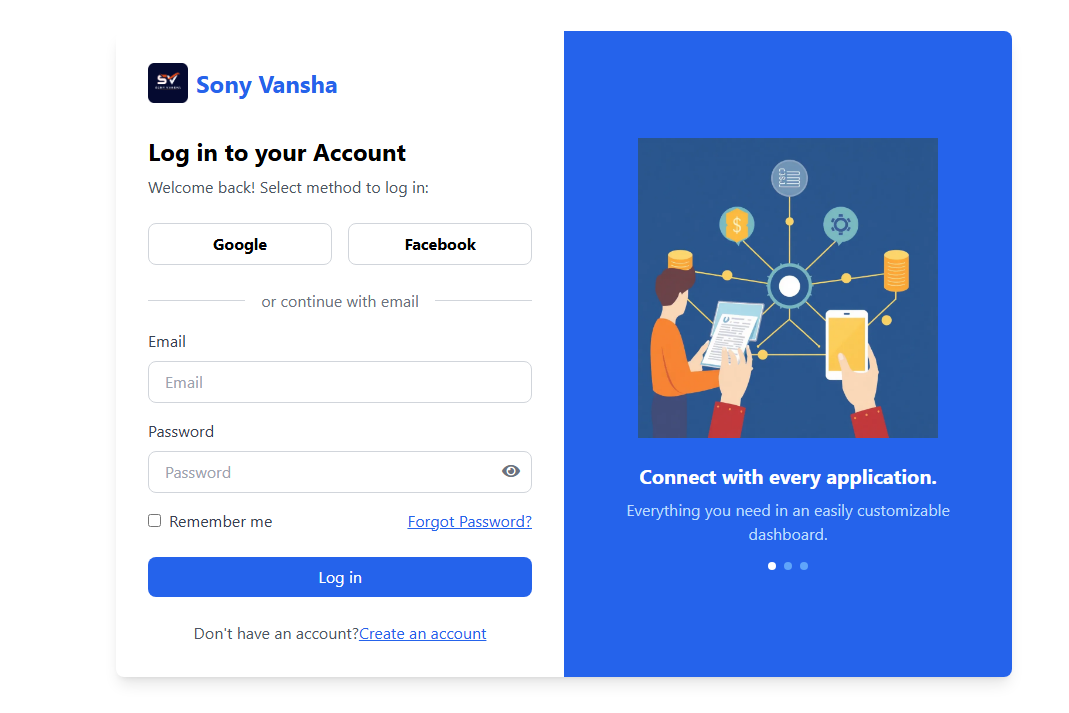 SV
SONY VANSHA
Sony Vansha
Log in to your Account
Welcome back! Select method to log in:
Google
Facebook
or continue with email
Email
Email
Password
Password
Remember me
Forgot Password?
Log in
Don't have an account?Create an account
$
Connect with every application.
Everything you need in an easily customizable
dashboard.